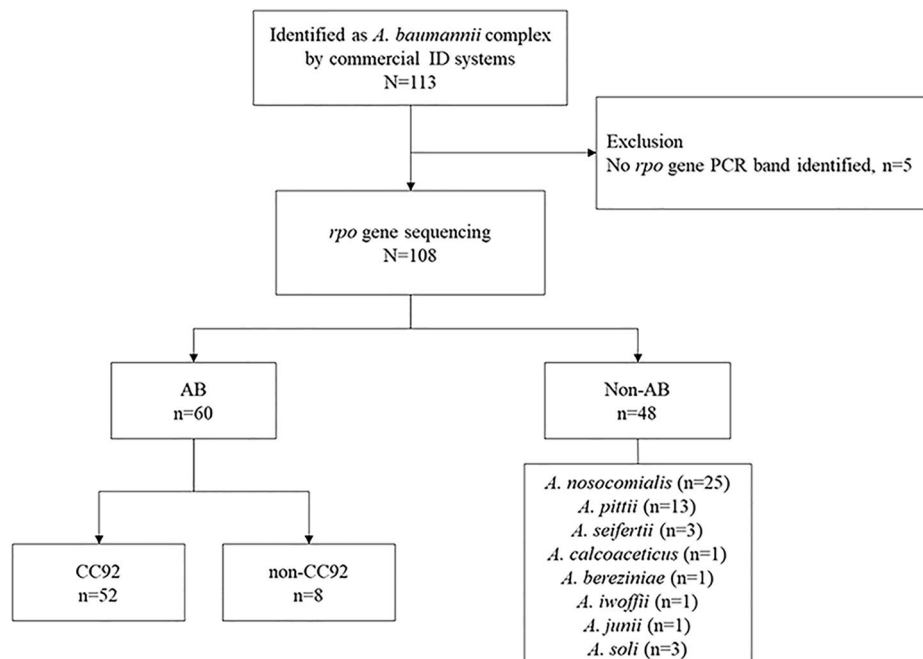 Identified as A. baumannii complex
by commercial ID systems
N=113
Exclusion
No rpo gene PCR band identified, n=5
rpo gene sequencing
N=108
AB
n=60
Non-AB
n=48
CC92
n=52
non-CC92
n=8
A. nosocomialis (n=25)
A. pittii (n=13)
A. seifertii (n=3)
A. calcoaceticus (n=1)
A. bereziniae (n=1)
A. iwoffii (n=1)
A. junii (n=1)
A. soli (n=3)